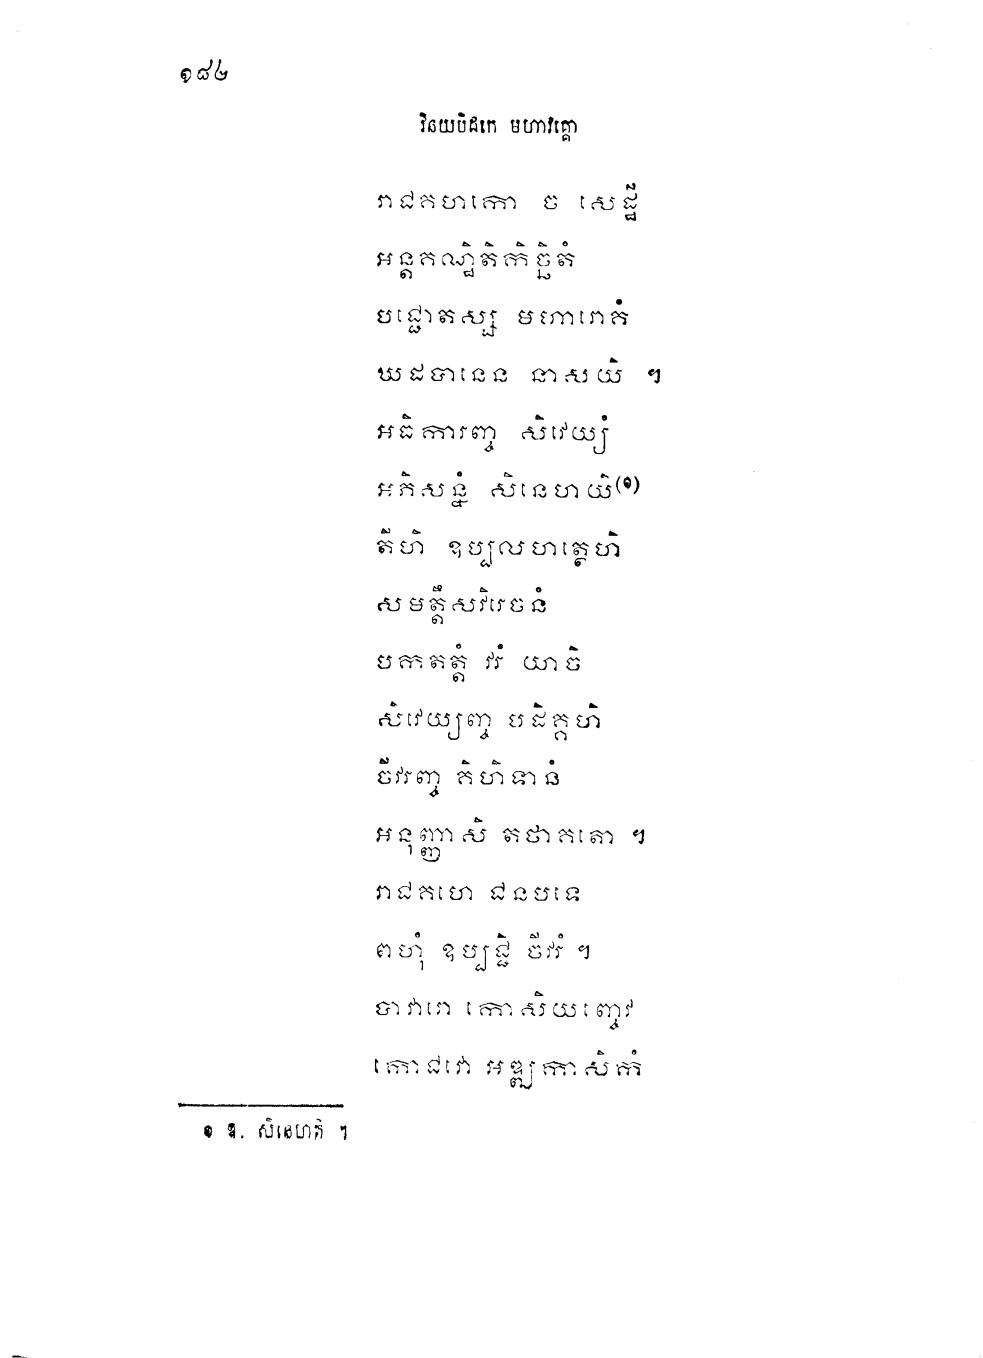 ១៨៤
វិនយបិដកេ មហាវគ្គោ
រាជគហកោ ច សេដ្ឋី
អន្តគណ្ឋិតិកិច្ឆិតំ
បជ្ជោតស្ស មហារោគំ
ឃដបានេន នាសយិ ។
អធិការញ្ច សិវេយ្យំ
អភិសន្នំ សិនេហយិ(១)
តីហិ ឧប្បលហត្ថេហិ
សមត្តឹសវិរេចនំ
បកតត្តំ វរំ យាចិ
សិវេយ្យញ្ច បដិគ្គហិ
ចីវរញ្ច គិហិទានំ
អនុញ្ញាសិ តថាគតោ ។
រាជគហេ ជនបទេ
ពហុំ ឧប្បជ្ជិ ចីវរំ ។
បាវារោ កោសិយញ្ចេវ
កោជវោ អឌ្ឍកាសិកំ
១ ឱ. សិនេហតិ ។